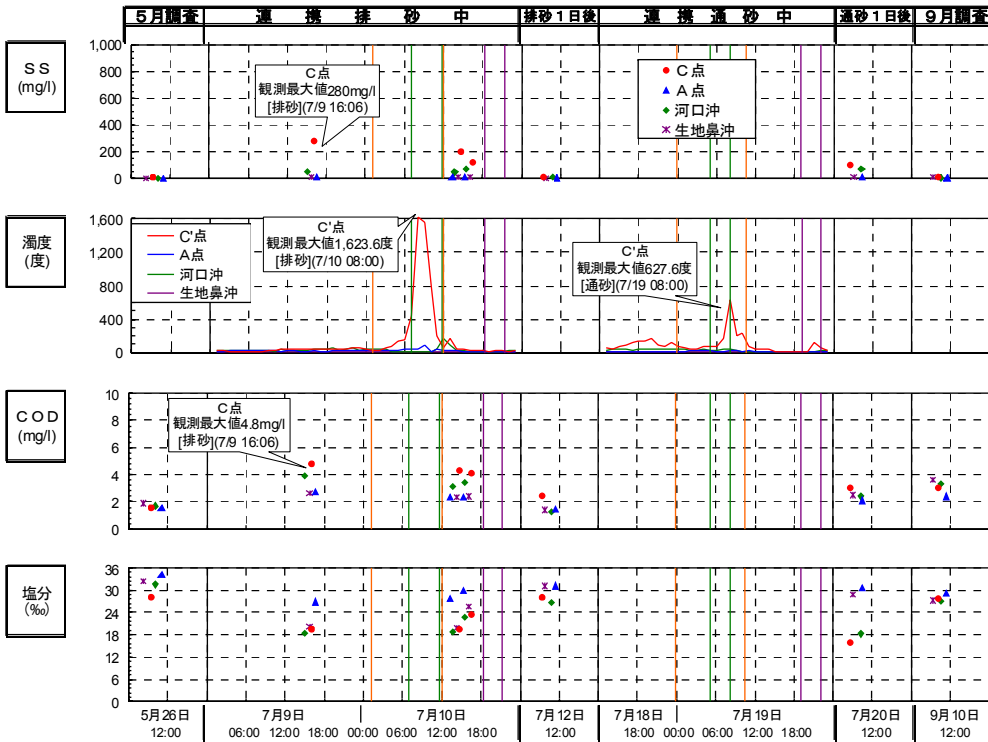 ５月調査 連携排砂中 排砂１日後 連携通砂中 通砂１日後 ９月調査
ＳＳ
(mg/l)
1,000
800
600
400
200
0
C点
観測最大値280mg/l
[排砂](7/9 16:06)
C点
A点
河口沖
生地鼻沖
濁度
(度)
1,600
1,200
800
400
0
C'点
A点
河口沖
生地鼻沖
C'点
観測最大値1,623.6度
[排砂](7/10 08:00)
C'点
観測最大値627.6度
[通砂](7/19 08:00)
ＣＯＤ
(mg/l)
10
8
6
4
2
0
C点
観測最大値4.8mg/l
[排砂](7/9 16:06)
塩分
(‰)
36
30
24
18
12
6
0
5月26日 7月9日 7月10日 7月12日 7月18日 7月19日 7月20日 9月10日
12:00 06:00 12:00 18:00 00:00 06:00 12:00 18:00 12:00 18:00 00:00 06:00 12:00 18:00 12:00 12:00